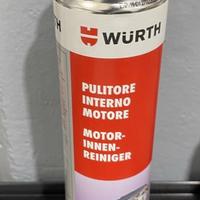 WÜRTH
PULITORE
INTERNO
MOTORE
MOTOR-
INNEN-
REINIGER